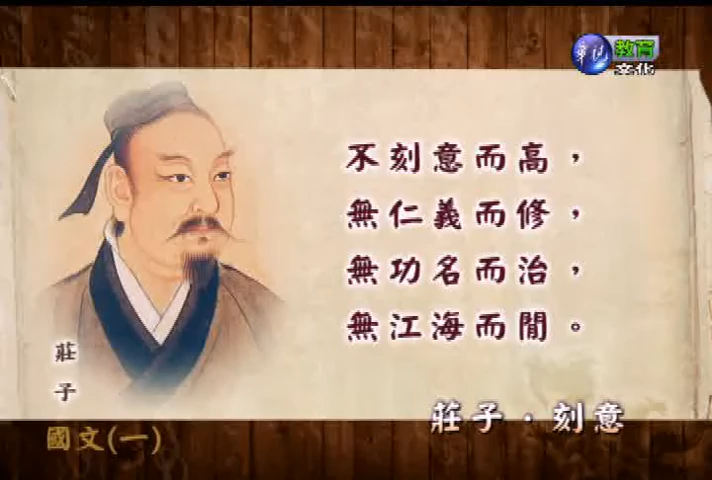 華視
教育
文化
不刻意而高，
無仁義而修，
無功名而治，
無江海而閒。
莊子
莊子·刻意
國文(一)